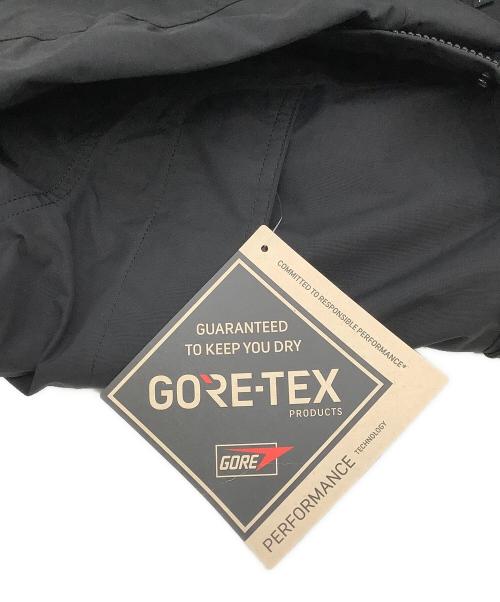 COMMITTED TO RESPONSIBLE PERFORMANCE®
GUARANTEED
TO KEEP YOU DRY
GORE-TEX
PRODUCTS
GORE
PERFORMANCE
TECHNOLOGY